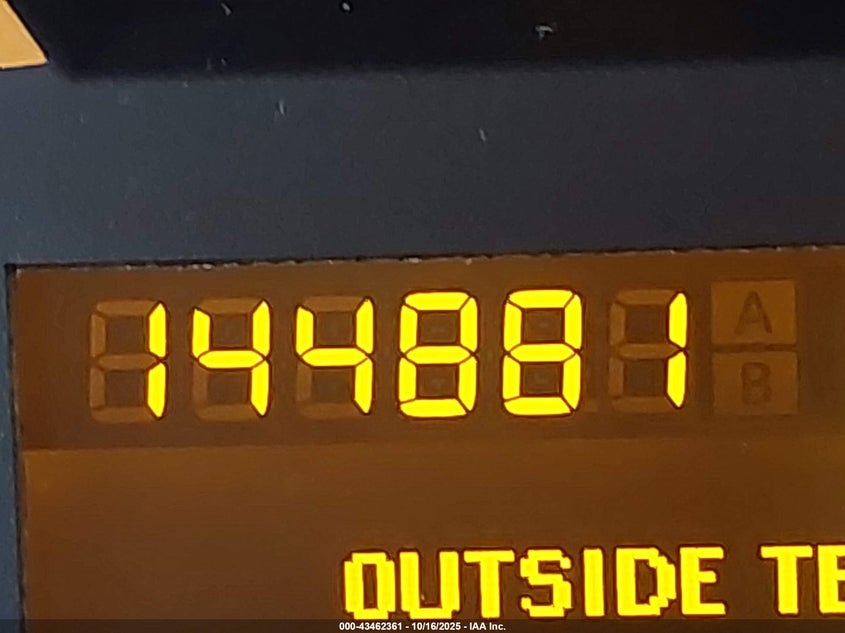 144881
A
B
OUTSIDE TE
000-43462361 - 10/16/2025 - IAA Inc.